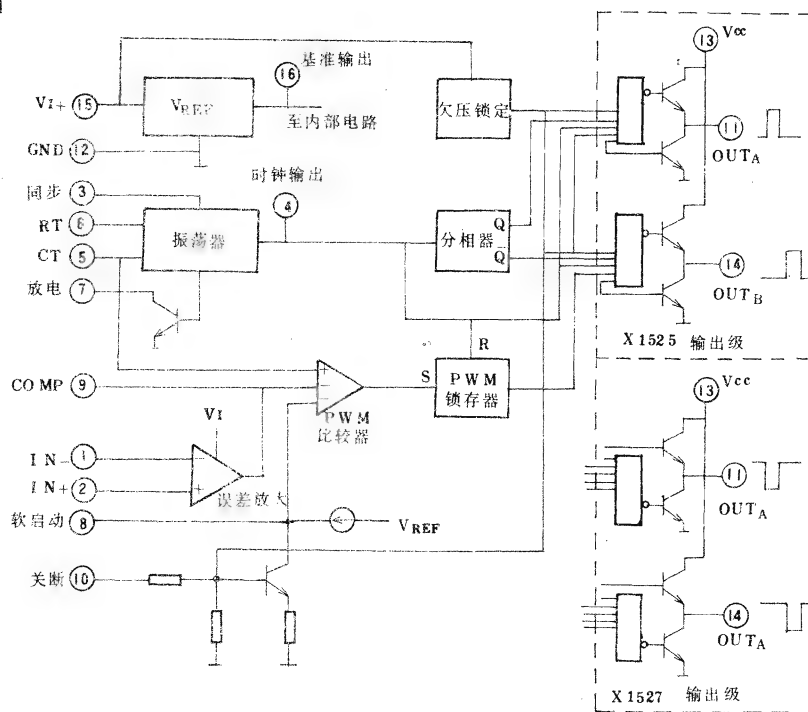 13 Vcc
基准输出
16
VI+ 15
VREF
欠压锁定
至内部电路
11
OUTA
GND 12
时钟输出
同步 3
4
RT 6
振荡器
分相器
Q
Q
CT 5
14
OUTB
放电 7
X1525 输出级
R
COMP 9
S
PWM
锁存器
13 Vcc
PWM
比较器
VI
IN- 1
IN+ 2
误差放大
11
OUTA
软启动 8
VREF
关断 10
14
OUTA
X1527 输出级